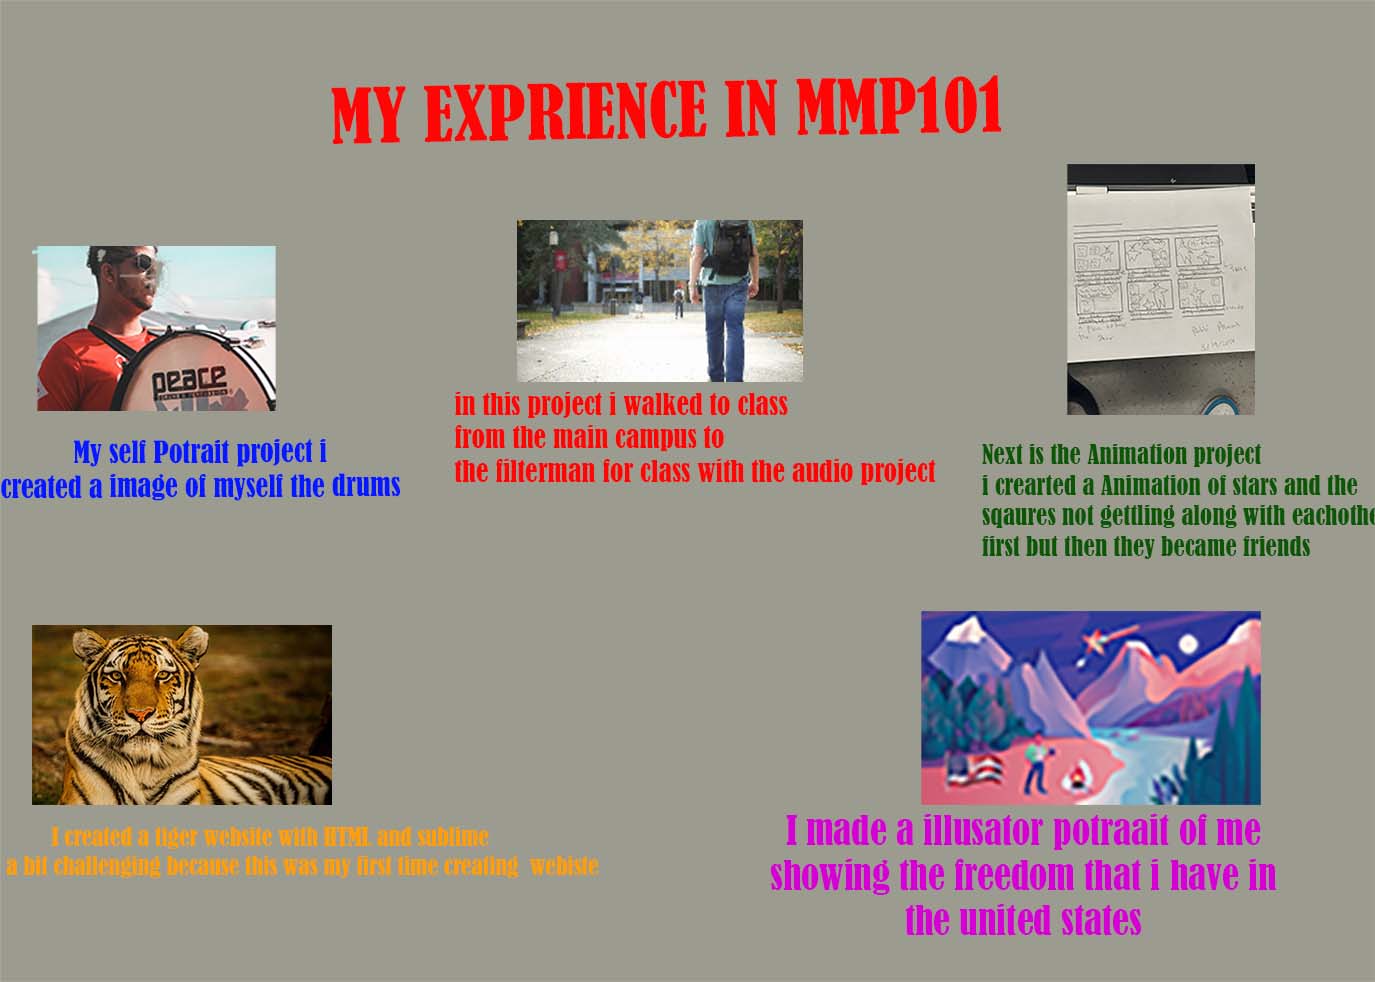 MY EXPRIENCE IN MMP101
peace
My self Potrait project i
created a image of myself the drums
in this project i walked to class
from the main campus to
the filterman for class with the audio project
Next is the Animation project
i crearted a Animation of stars and the
sqaures not gettling along with eachothe
first but then they became friends
I created a tiger website with HTML and sublime
a bit challenging because this was my first time creating webiste
I made a illusator potraait of me
showing the freedom that i have in
the united states